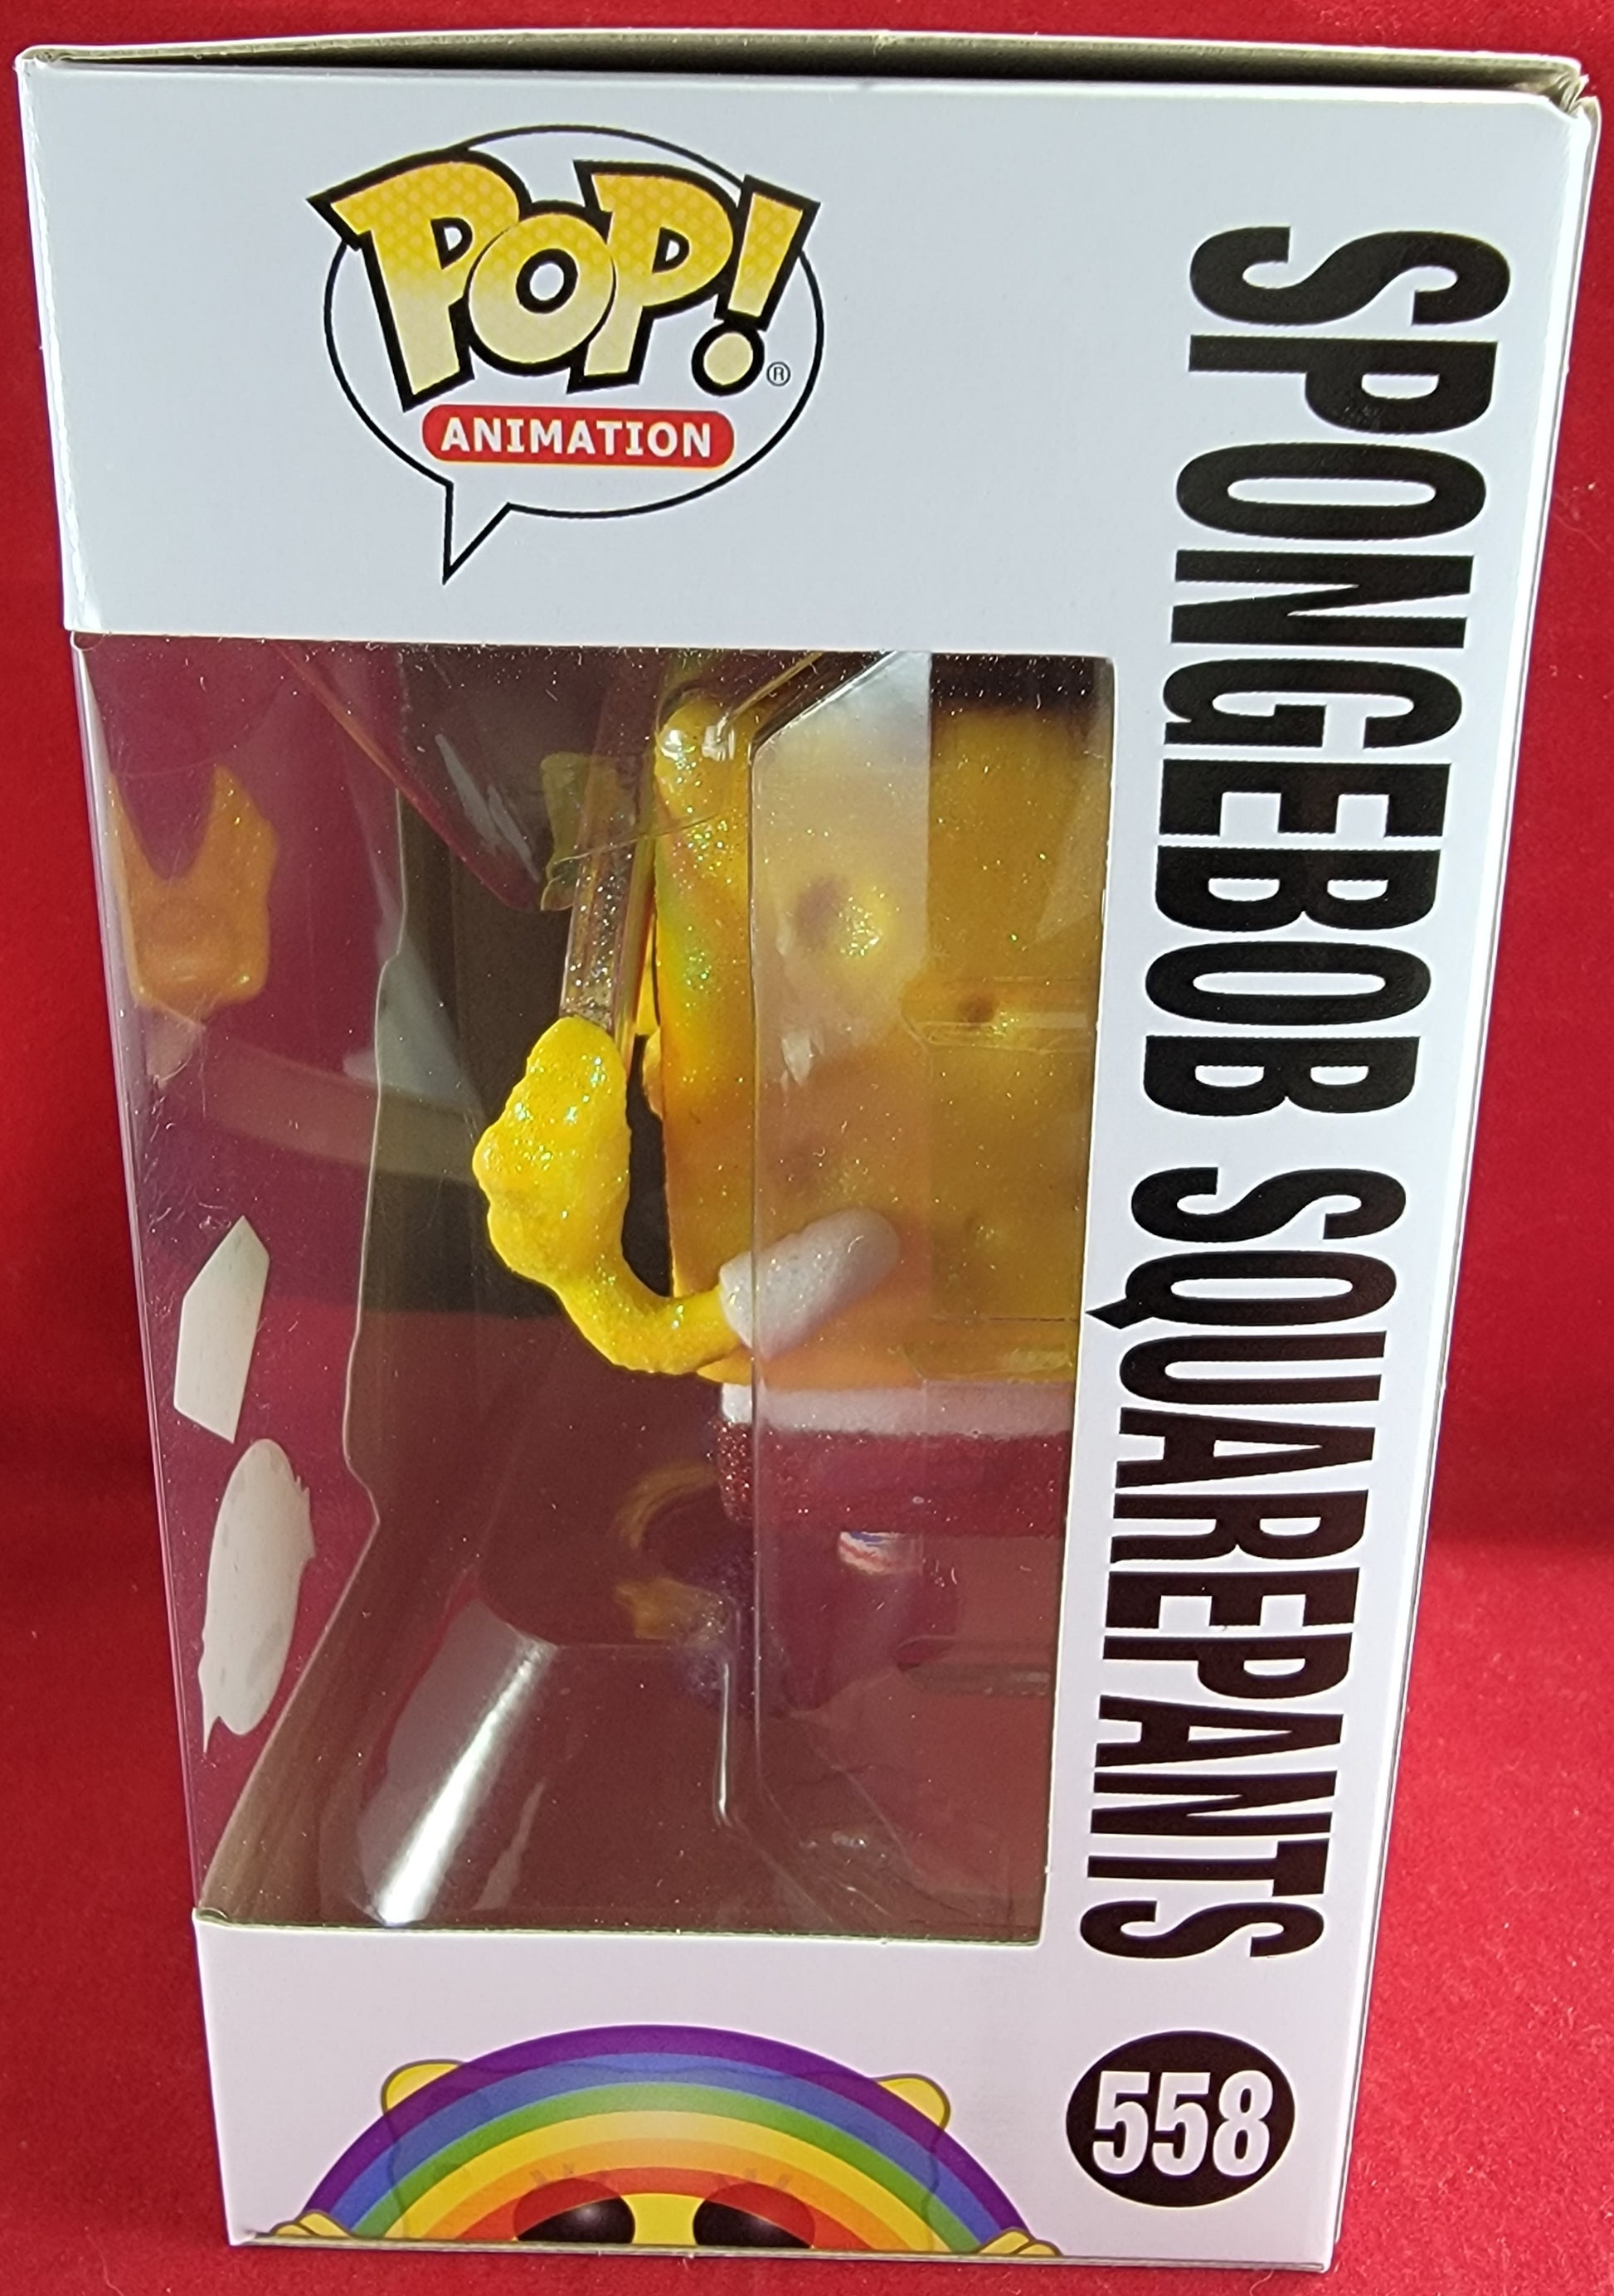 POP!®
ANIMATION
SPONGEBOB SQUAREPANTS
558